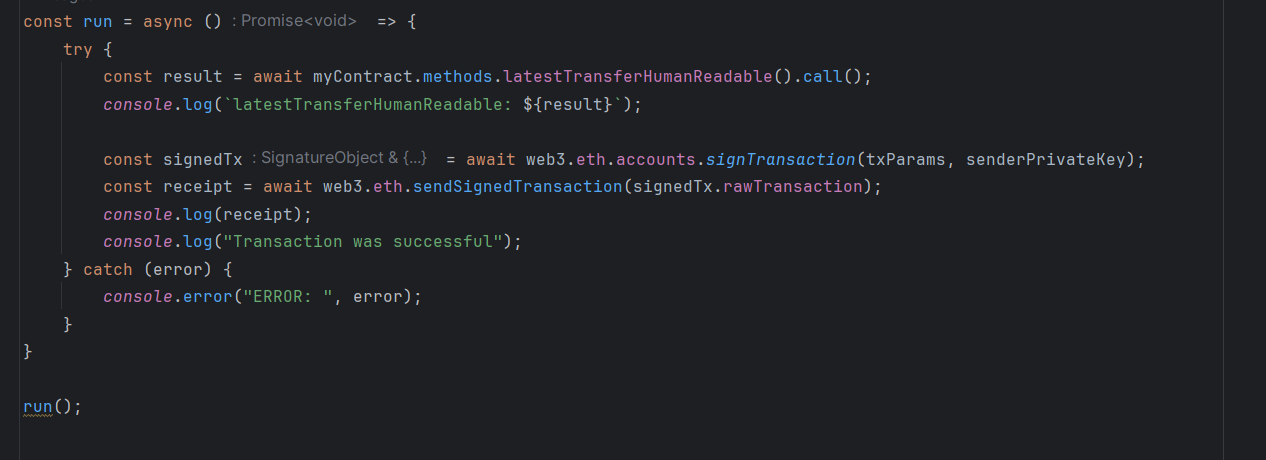 const run = async () : Promise<void> => {
    try {
        const result = await myContract.methods.latestTransferHumanReadable().call();
        console.log(`latestTransferHumanReadable: ${result}`);

        const signedTx : SignatureObject & {...} = await web3.eth.accounts.signTransaction(txParams, senderPrivateKey);
        const receipt = await web3.eth.sendSignedTransaction(signedTx.rawTransaction);
        console.log(receipt);
        console.log("Transaction was successful");
    } catch (error) {
        console.error("ERROR: ", error);
    }
}

run();